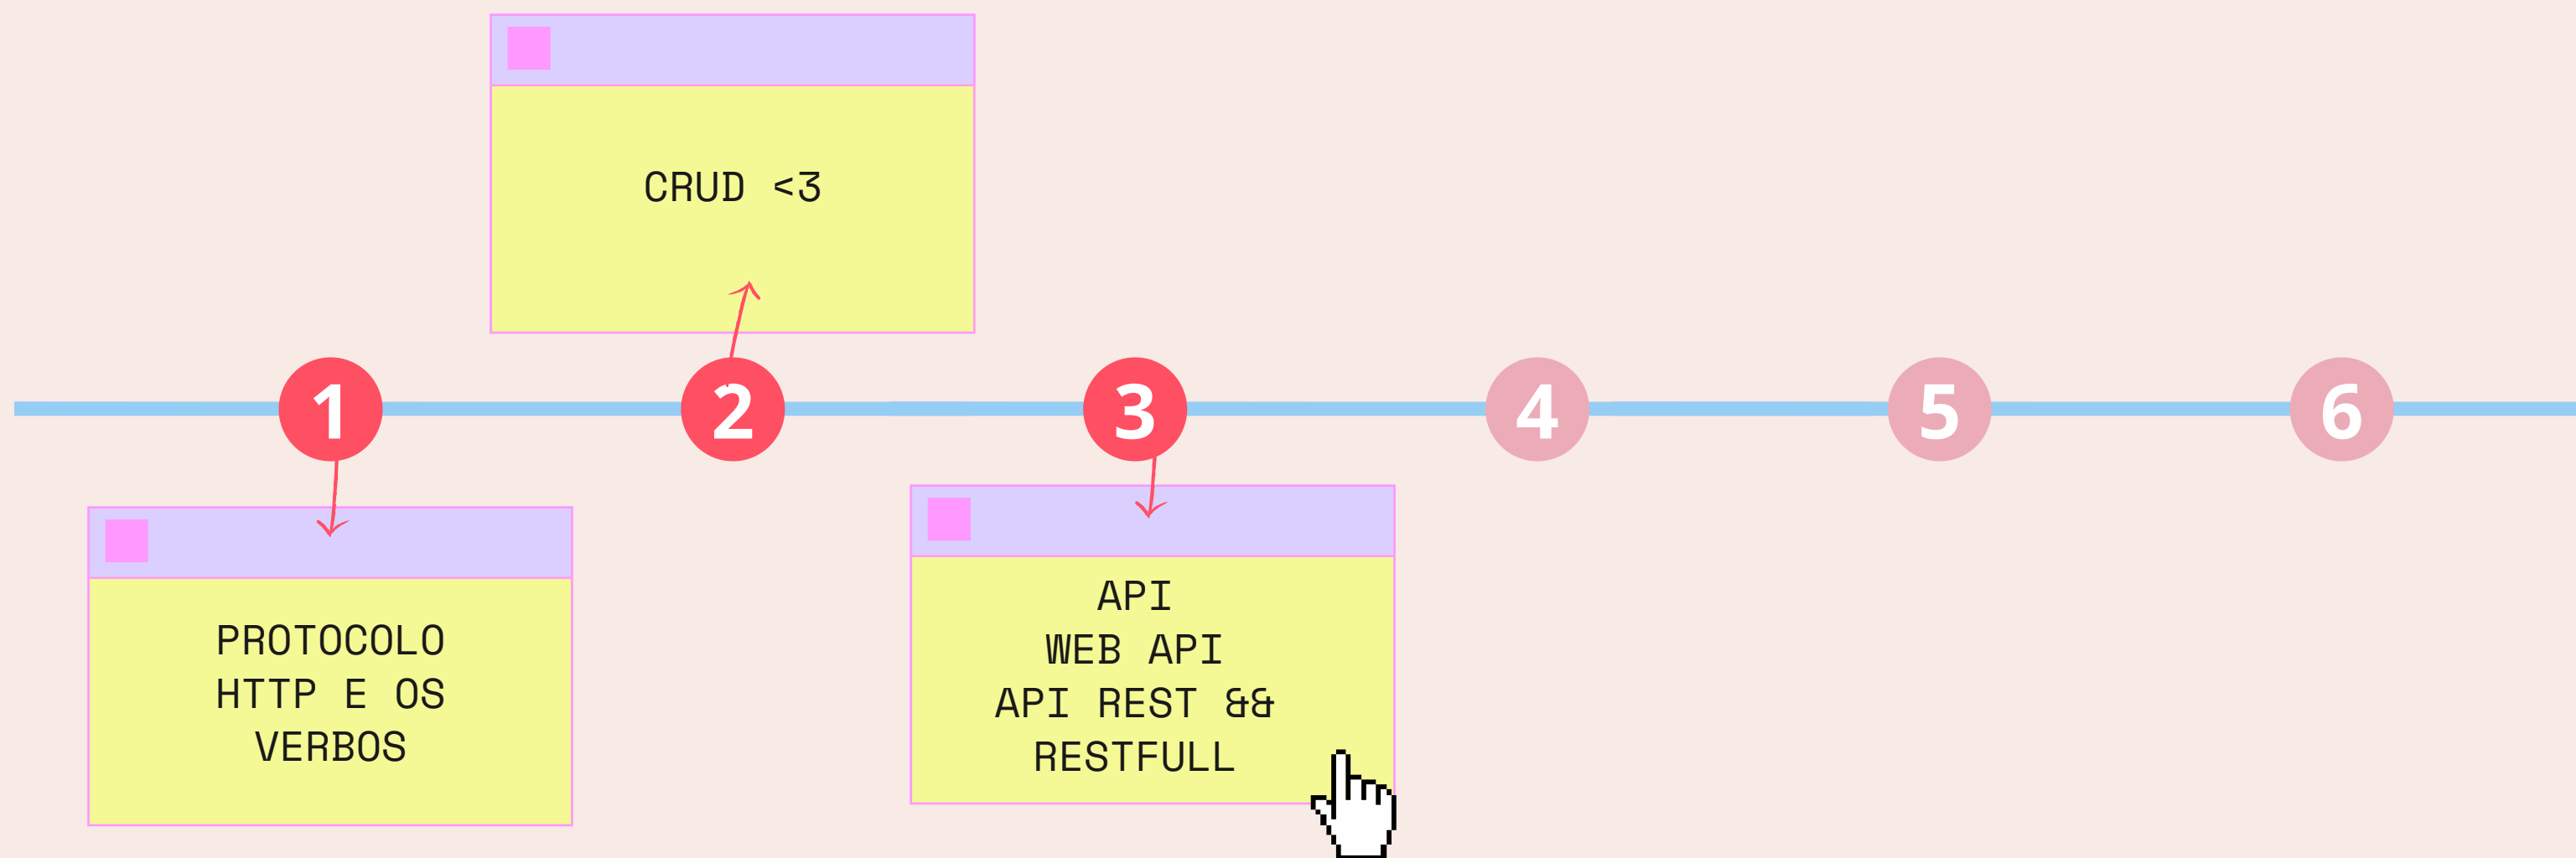 CRUD <3
1
2
3
4
5
6
PROTOCOLO
HTTP E OS
VERBOS
API
WEB API
API REST &&
RESTFULL